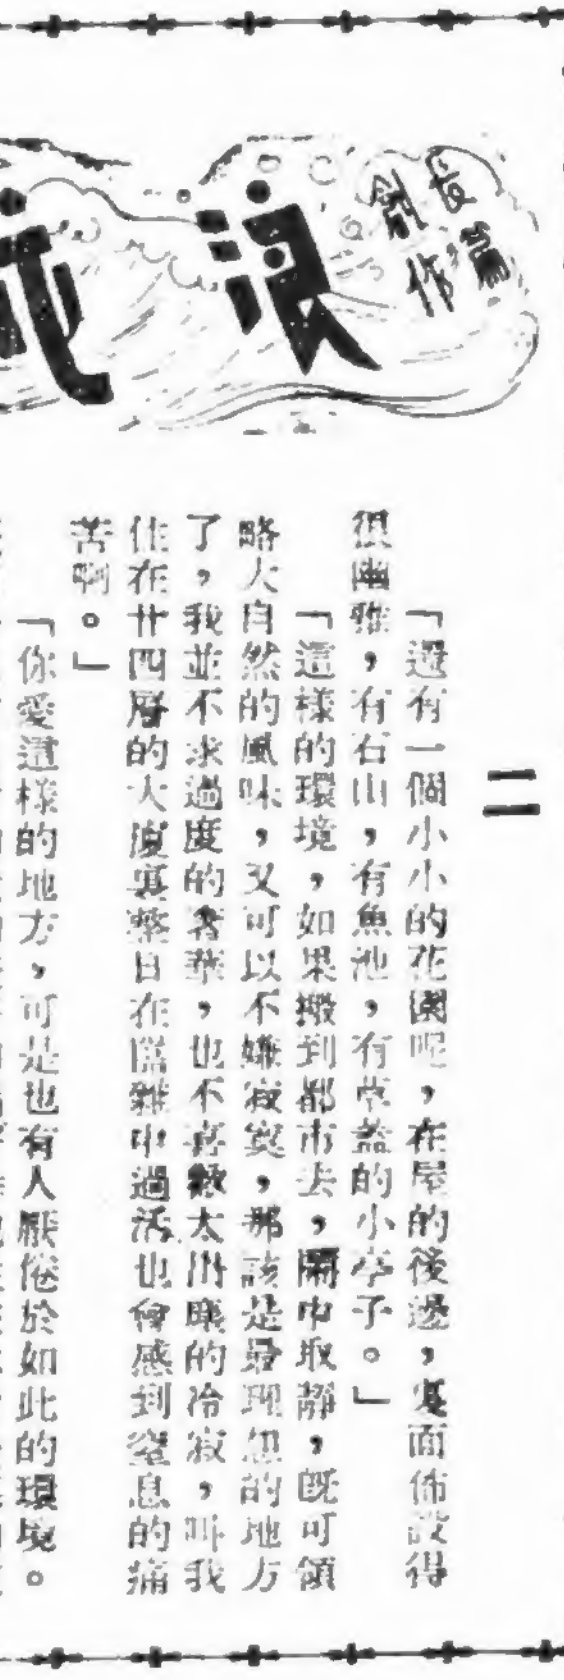 長篇
創作
浪
二
「還有一個小小的花園呢,在屋的後邊,裏面佈設得
很幽雅,有石山,有魚池,有草蓋的小亭子。」
「這樣的環境,如果搬到都市去,鬧中取靜,旣可領
略大自然的風味,又可以不嫌寂寞,那該是最理想的地方
了,我並不求過度的奢華,也不喜歡太曠的冷寂,叫我
住在廿四層的大廈裏整日在雜中過活也會感到窒息的痛
苦啊。」
「你愛這樣的地方,可是也有人厭倦於如此的環境。